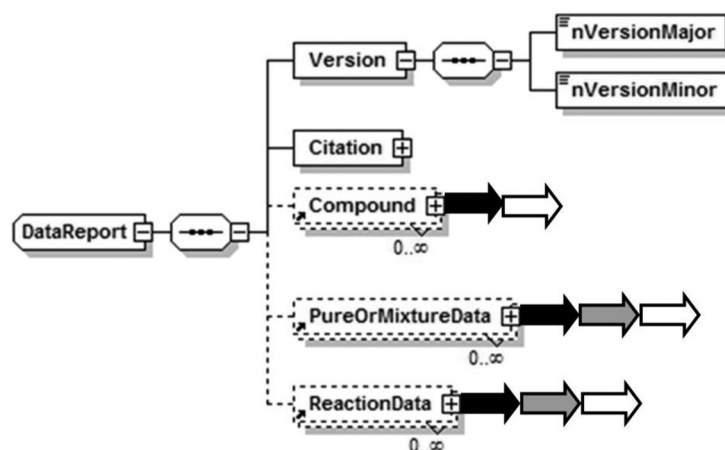 nVersionMajor
Version
nVersionMinor
Citation
Compound
0..∞
DataReport
PureOrMixtureData
0..∞
ReactionData
0..∞